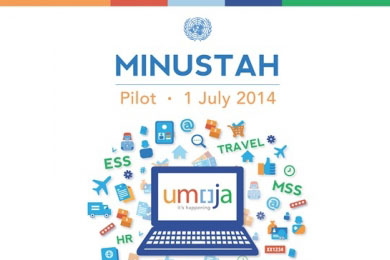 MINUSTAH
Pilot · 1 July 2014
TRAVEL
ESS
umoja
it's happening
MSS
HR